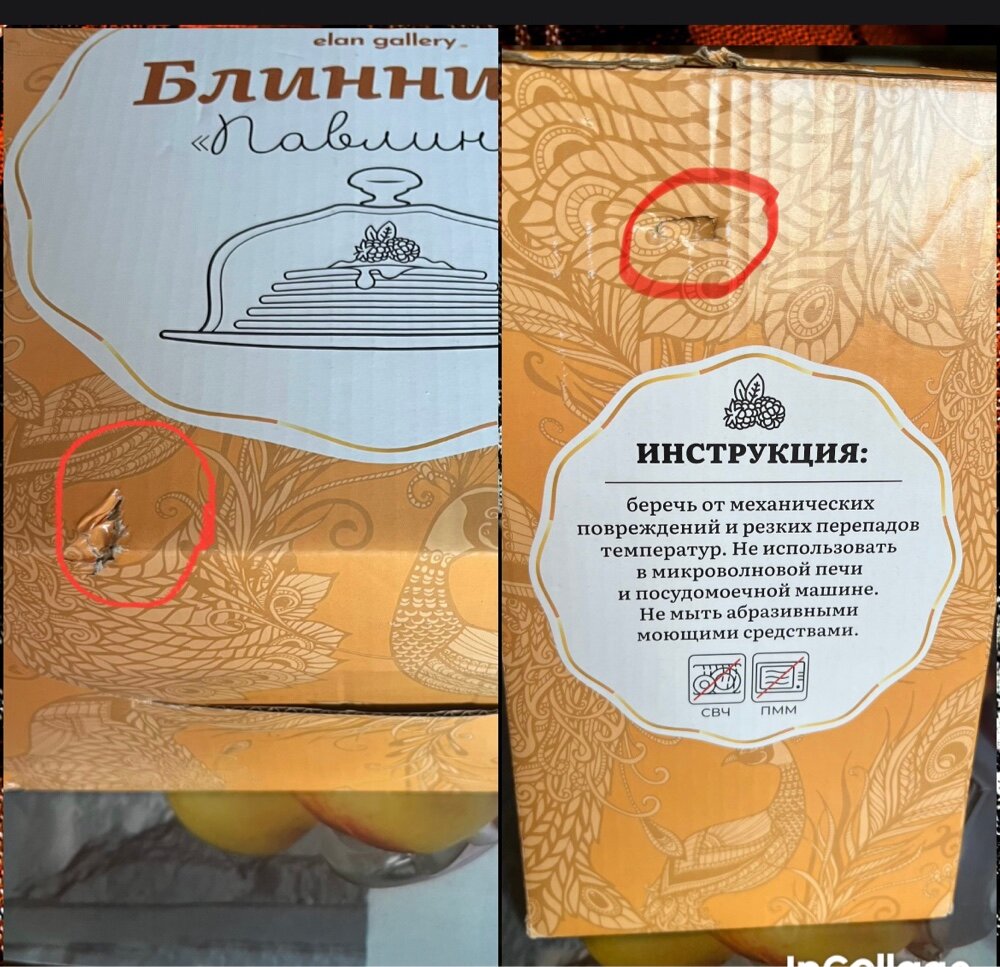 elan gallery
Блинни
«Павлин
ИНСТРУКЦИЯ:
беречь от механических
повреждений и резких перепадов
температур. Не использовать
в микроволновой печи
и посудомоечной машине.
Не мыть абразивными
моющими средствами.
СВЧ ПММ
InCollage